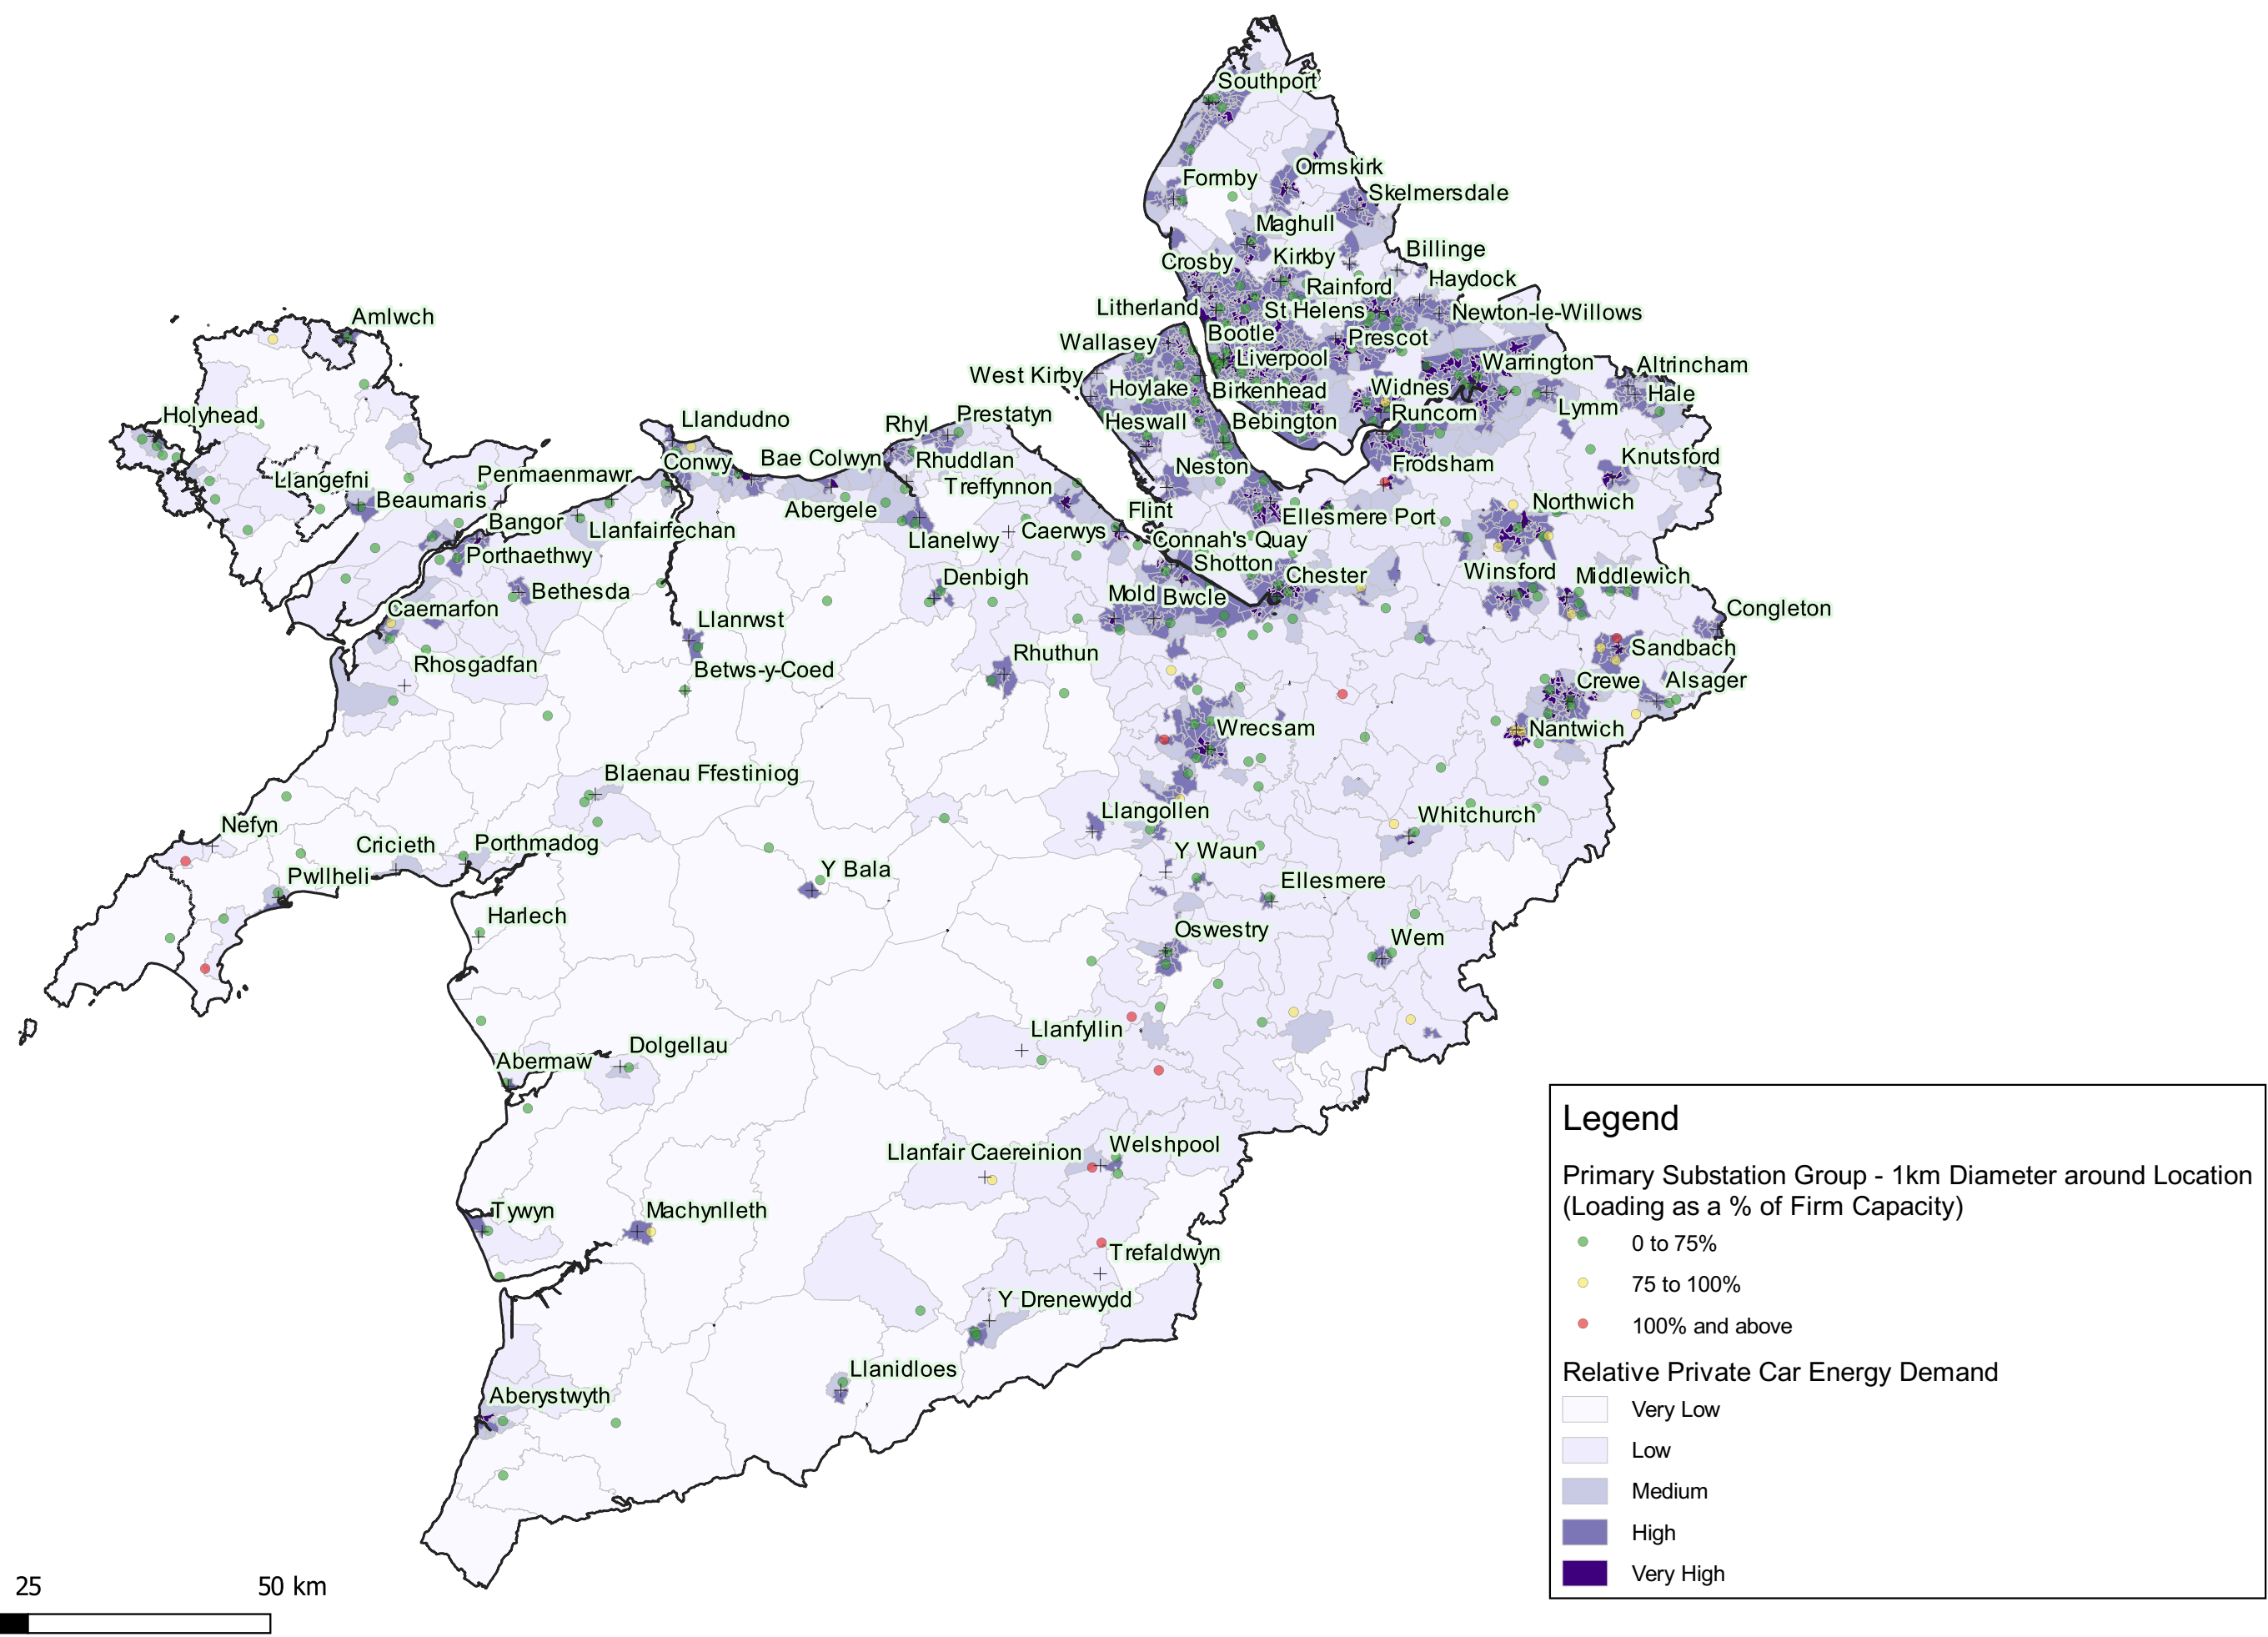 Southport
Ormskirk
Formby
Skelmersdale
Maghull
Billinge
Crosby
Kirkby
Haydock
Rainford
Litherland
St Helens
Newton-le-Willows
Amlwch
Bootle
Wallasey
Prescot
Liverpool
Warrington
Altrincham
West Kirby
Hoylake
Birkenhead
Widnes
Hale
Lymm
Holyhead
Llandudno
Rhyl
Prestatyn
Heswall
Bebington
Runcorn
Conwy
Bae Colwyn
Rhuddlan
Neston
Frodsham
Knutsford
Llangefni
Penmaenmawr
Treffynnon
Beaumaris
Abergele
Flint
Ellesmere Port
Northwich
Bangor
Llanfairfechan
Llanelwy
Caerwys
Connah's Quay
Porthaethwy
Shotton
Bethesda
Denbigh
Chester
Winsford
Middlewich
Caernarfon
Mold
Bwcle
Congleton
Llanrwst
Rhosgadfan
Rhuthun
Sandbach
Betws-y-Coed
Crewe
Alsager
Wrecsam
Nantwich
Blaenau Ffestiniog
Llangollen
Whitchurch
Nefyn
Cricieth
Porthmadog
Y Waun
Pwllheli
Y Bala
Ellesmere
Harlech
Oswestry
Wem
Llanfyllin
Abermaw
Dolgellau
Llanfair Caereinion
Welshpool
Tywyn
Machynlleth
Trefaldwyn
Y Drenewydd
Llanidloes
Aberystwyth
25
50 km
Legend
Primary Substation Group - 1km Diameter around Location
(Loading as a % of Firm Capacity)
0 to 75%
75 to 100%
100% and above
Relative Private Car Energy Demand
Very Low
Low
Medium
High
Very High